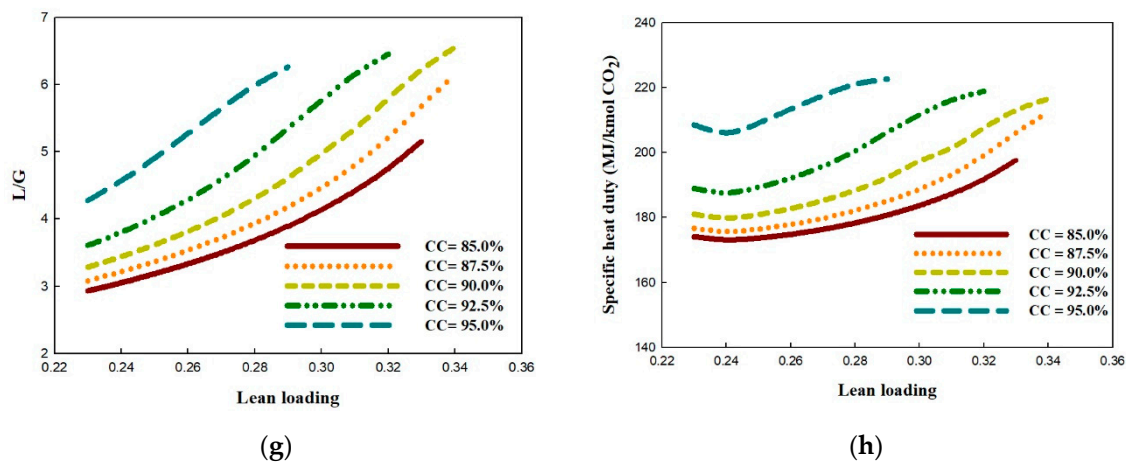 7
6
5
4
3
2
L/G
CC= 85.0%
CC= 87.5%
CC= 90.0%
CC= 92.5%
CC= 95.0%
0.22 0.24 0.26 0.28 0.30 0.32 0.34 0.36
Lean loading
(g)
240
220
200
180
160
140
Specific heat duty (MJ/kmol CO₂)
CC = 85.0%
CC= 87.5%
CC= 90.0%
CC = 92.5%
CC = 95.0%
0.22 0.24 0.26 0.28 0.30 0.32 0.34 0.36
Lean loading
(h)